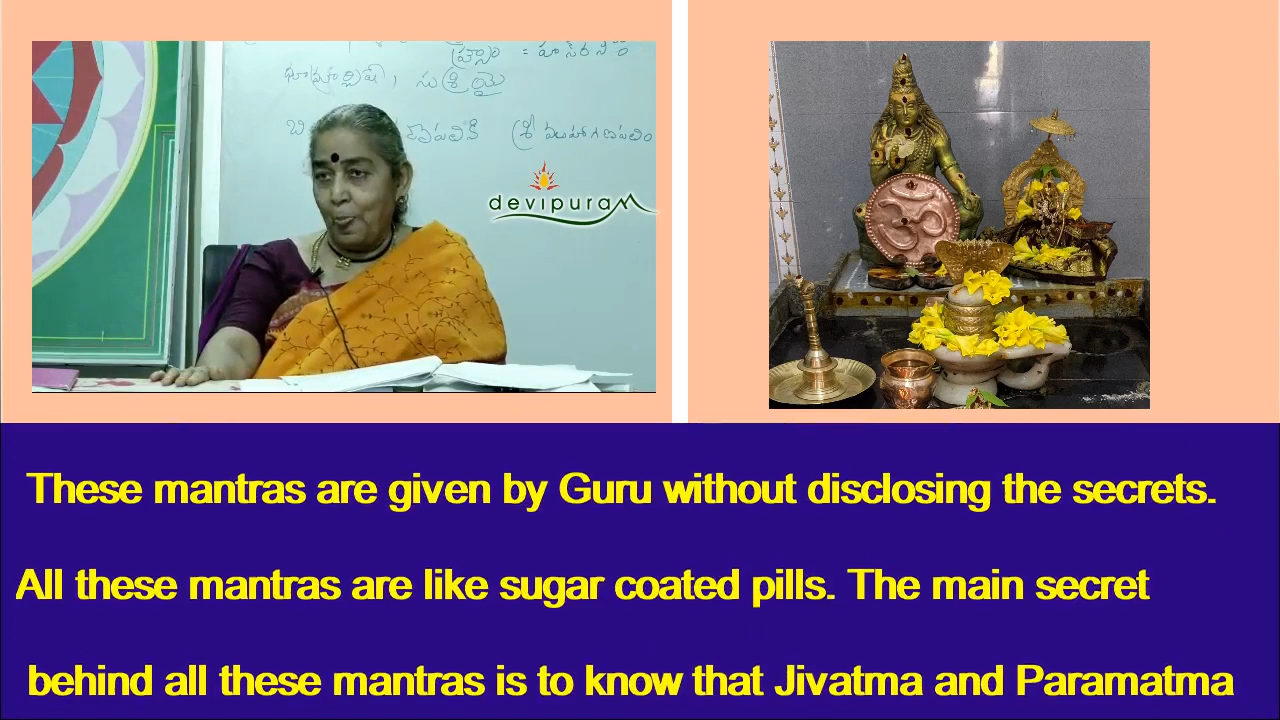 devipuram
These mantras are given by Guru without disclosing the secrets.
All these mantras are like sugar coated pills. The main secret
behind all these mantras is to know that Jivatma and Paramatma